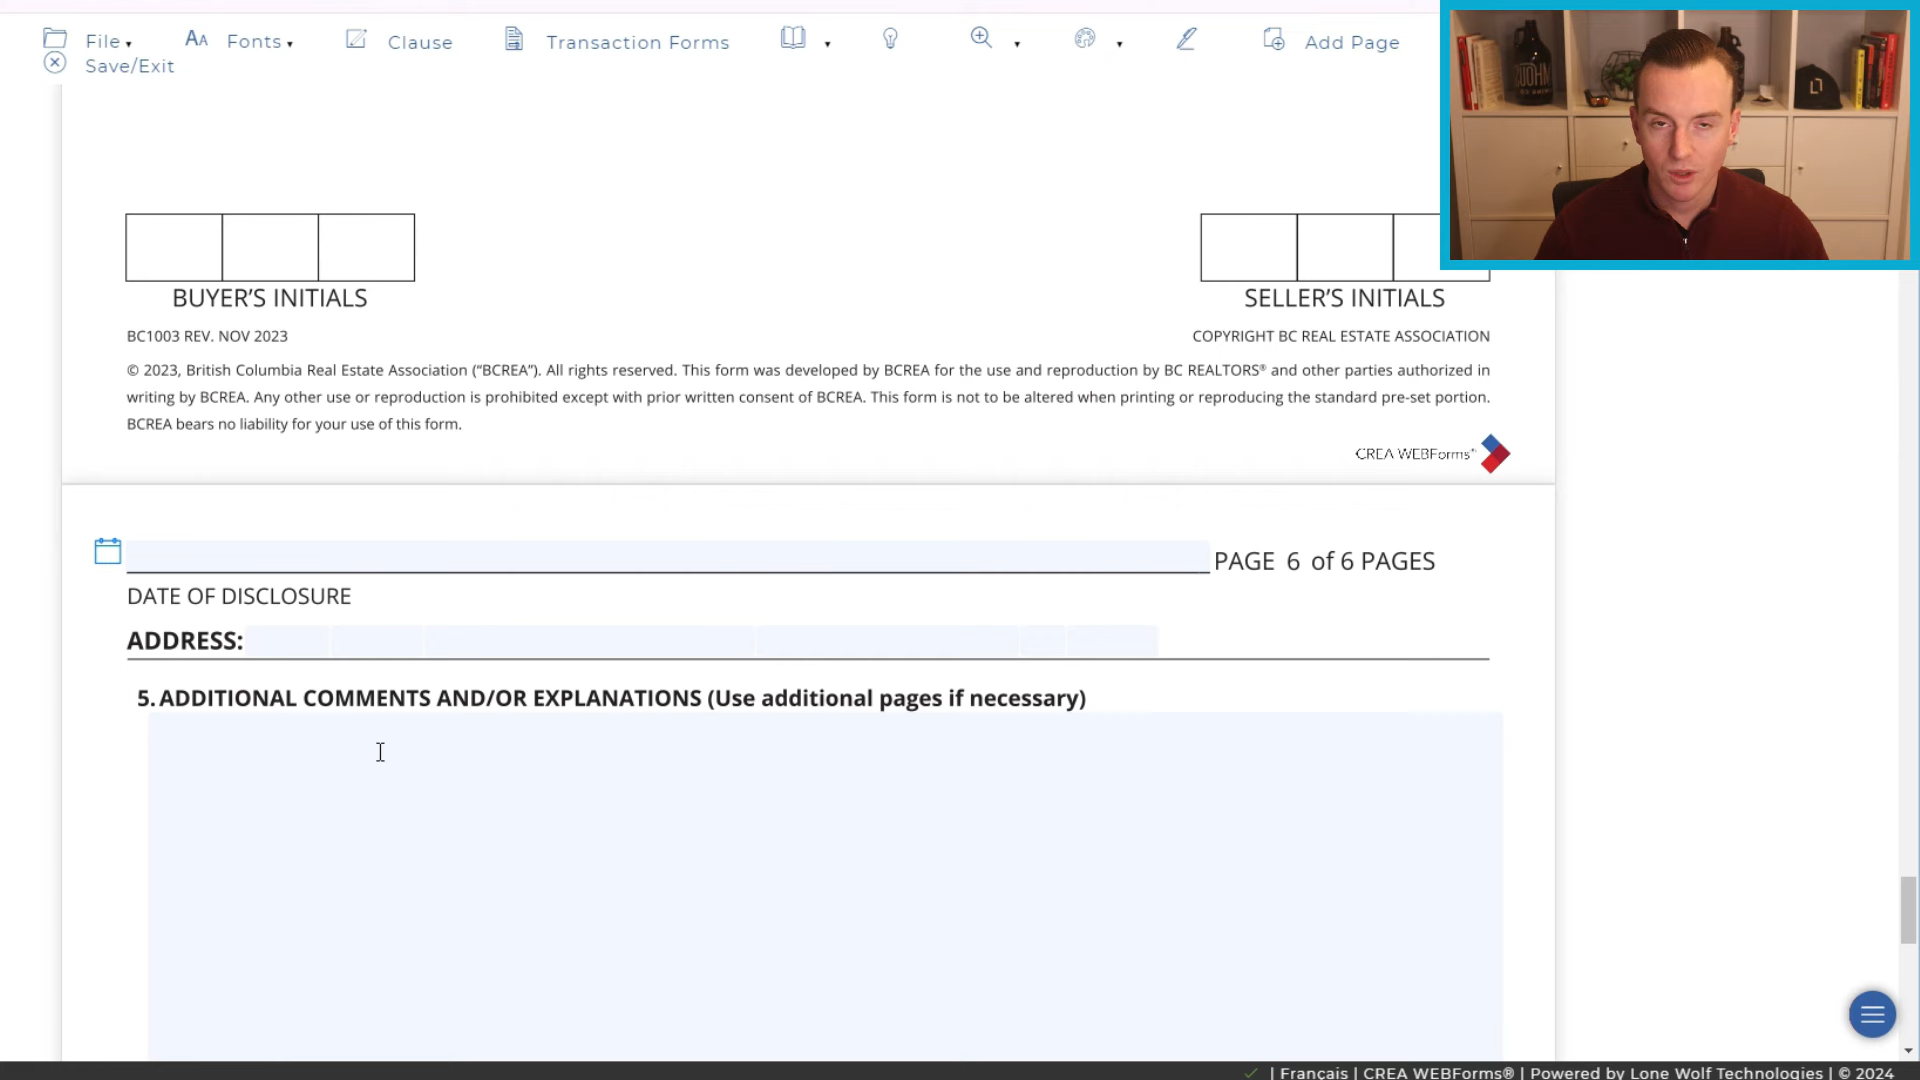 File
Fonts
Clause
Transaction Forms
Add Page
Save/Exit
BUYER’S INITIALS
SELLER’S INITIALS
BC1003 REV. NOV 2023
COPYRIGHT BC REAL ESTATE ASSOCIATION
© 2023, British Columbia Real Estate Association (“BCREA”). All rights reserved. This form was developed by BCREA for the use and reproduction by BC REALTORS® and other parties authorized in
writing by BCREA. Any other use or reproduction is prohibited except with prior written consent of BCREA. This form is not to be altered when printing or reproducing the standard pre-set portion.
BCREA bears no liability for your use of this form.
CREA WEBForms®
PAGE 6 of 6 PAGES
DATE OF DISCLOSURE
ADDRESS:
5. ADDITIONAL COMMENTS AND/OR EXPLANATIONS (Use additional pages if necessary)
| Français | CREA WEBForms® | Powered by Lone Wolf Technologies | © 2024